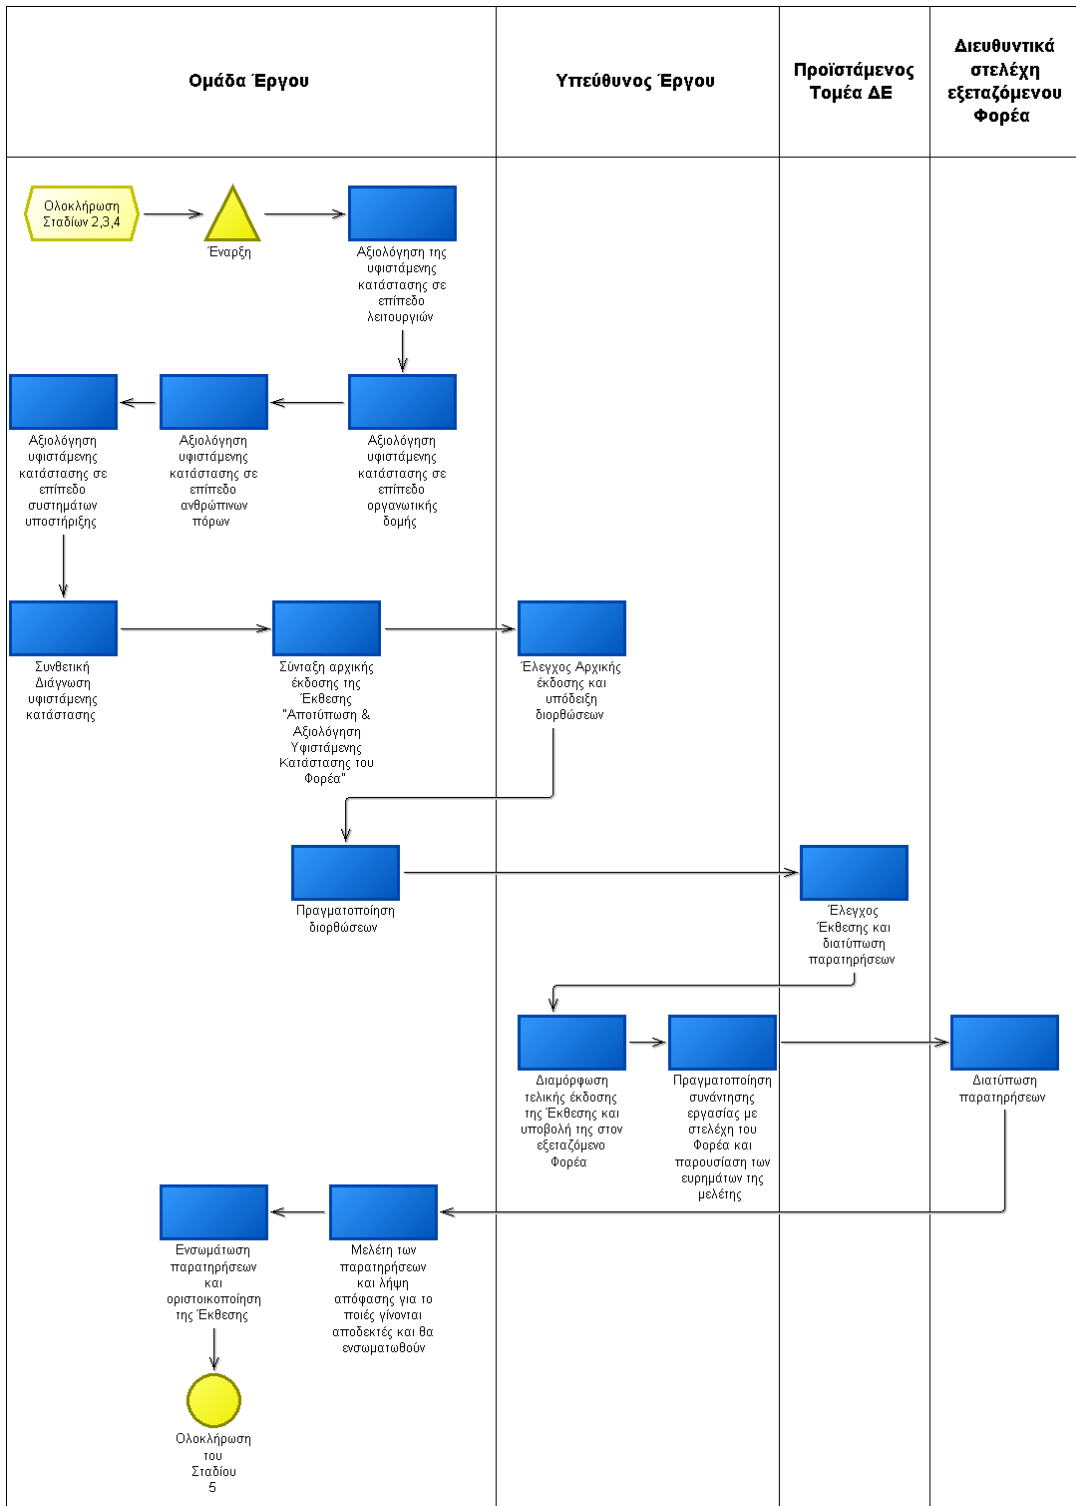 Ομάδα Έργου
Υπεύθυνος Έργου
Προϊστάμενος
Τομέα ΔΕ
Διευθυντικά
στελέχη
εξεταζόμενου
Φορέα
Ολοκλήρωση
Σταδίων 2,3,4
Έναρξη
Αξιολόγηση της
υφιστάμενης
κατάστασης σε
επίπεδο
λειτουργιών
Αξιολόγηση
υφιστάμενης
κατάστασης σε
επίπεδο
συστημάτων
υποστήριξης
Αξιολόγηση
υφιστάμενης
κατάστασης σε
επίπεδο
ανθρώπινων
πόρων
Αξιολόγηση
υφιστάμενης
κατάστασης σε
επίπεδο
οργανωτικής
δομής
Συνθετική
Διάγνωση
υφιστάμενης
κατάστασης
Σύνταξη αρχικής
έκδοσης της
Έκθεσης
"Αποτύπωση &
Αξιολόγηση
Υφιστάμενης
Κατάστασης του
Φορέα"
Έλεγχος Αρχικής
έκδοσης και
υπόδειξη
διορθώσεων
Πραγματοποίηση
διορθώσεων
Έλεγχος
Έκθεσης και
διατύπωση
παρατηρήσεων
Διαμόρφωση
τελικής έκδοσης
της Έκθεσης και
υποβολή της στον
εξεταζόμενο
Φορέα
Πραγματοποίηση
συνάντησης
εργασίας με
στελέχη του
Φορέα και
παρουσίαση των
ευρημάτων της
μελέτης
Διατύπωση
παρατηρήσεων
Ενσωμάτωση
παρατηρήσεων
και
οριστοικοποίηση
της Έκθεσης
Μελέτη των
παρατηρήσεων
και λήψη
απόφασης για το
ποιές γίνονται
αποδεκτές και θα
ενσωματωθούν
Ολοκλήρωση
του
Σταδίου
5